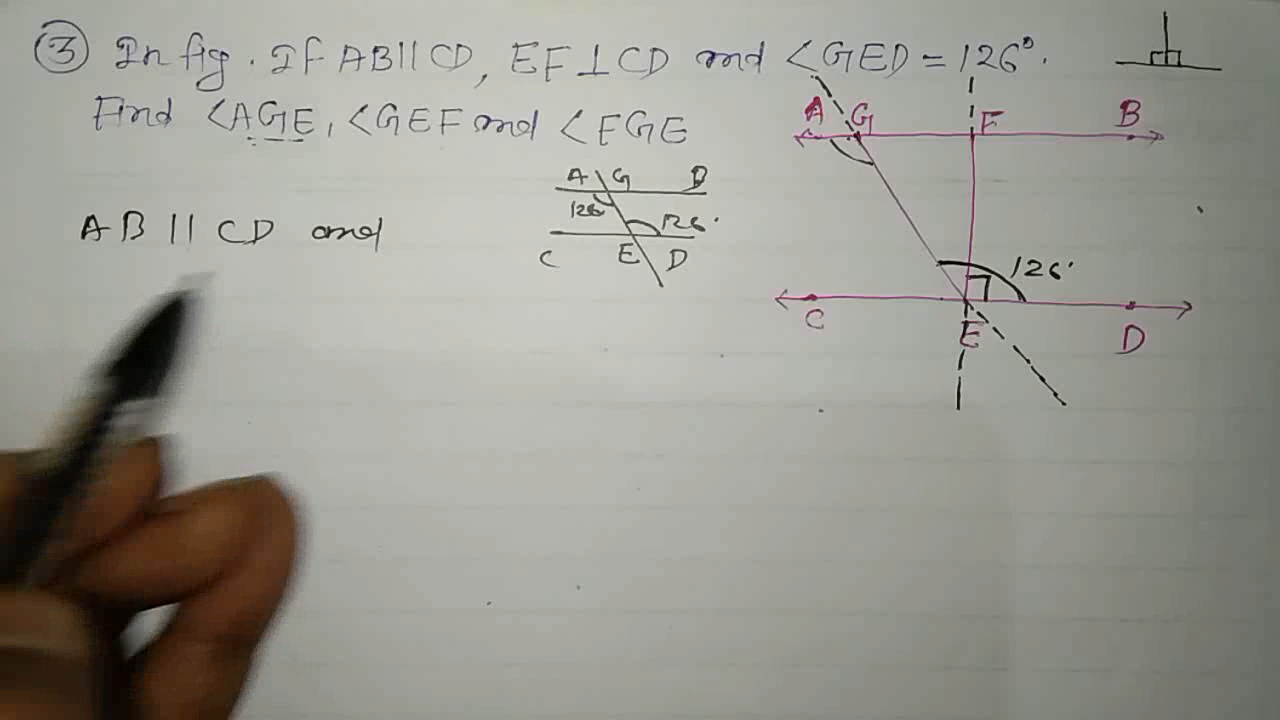 ③ In fig. If AB || CD, EF ⊥ CD and <GED = 126°.
Find <AGE, <GEF and <FGE
A G F B
A G B
126°
126°
C E D
AB || CD and
126°
C E D